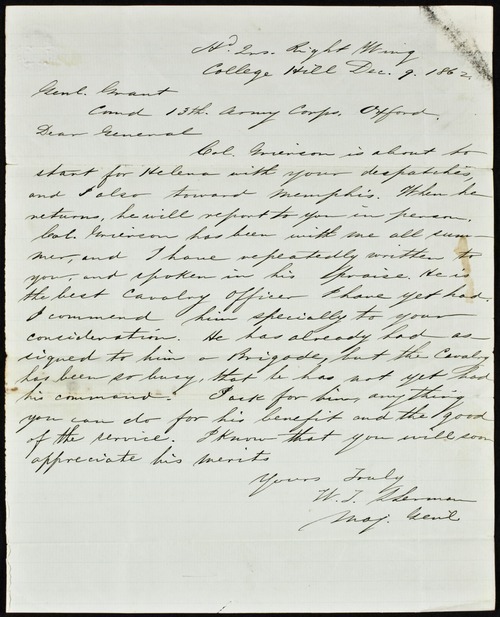 Hd. Qrs. Right Wing
College Hill Dec. 9. 1862.
Genl. Grant
Comd 13th. Army Corps, Oxford.
Dear General
Col. Grierson is about to
start for Helena with your despatches,
and I also toward Memphis. When he
returns, he will report to you in person.
Col. Grierson has been with me all sum-
mer, and I have repeatedly written to
you, and spoken in his Praise. He is
the best Cavalry officer I have yet had.
I commend him specially to your
consideration. He has already had as-
signed to him a Brigade, but the Cavalry
has been so busy, that he has not yet had
his command. I ask for him, anything
you can do for his benefit and the good
of the service. I know that you will soon
appreciate his merits
Yours Truly
W. T. Sherman
Maj. Genl.